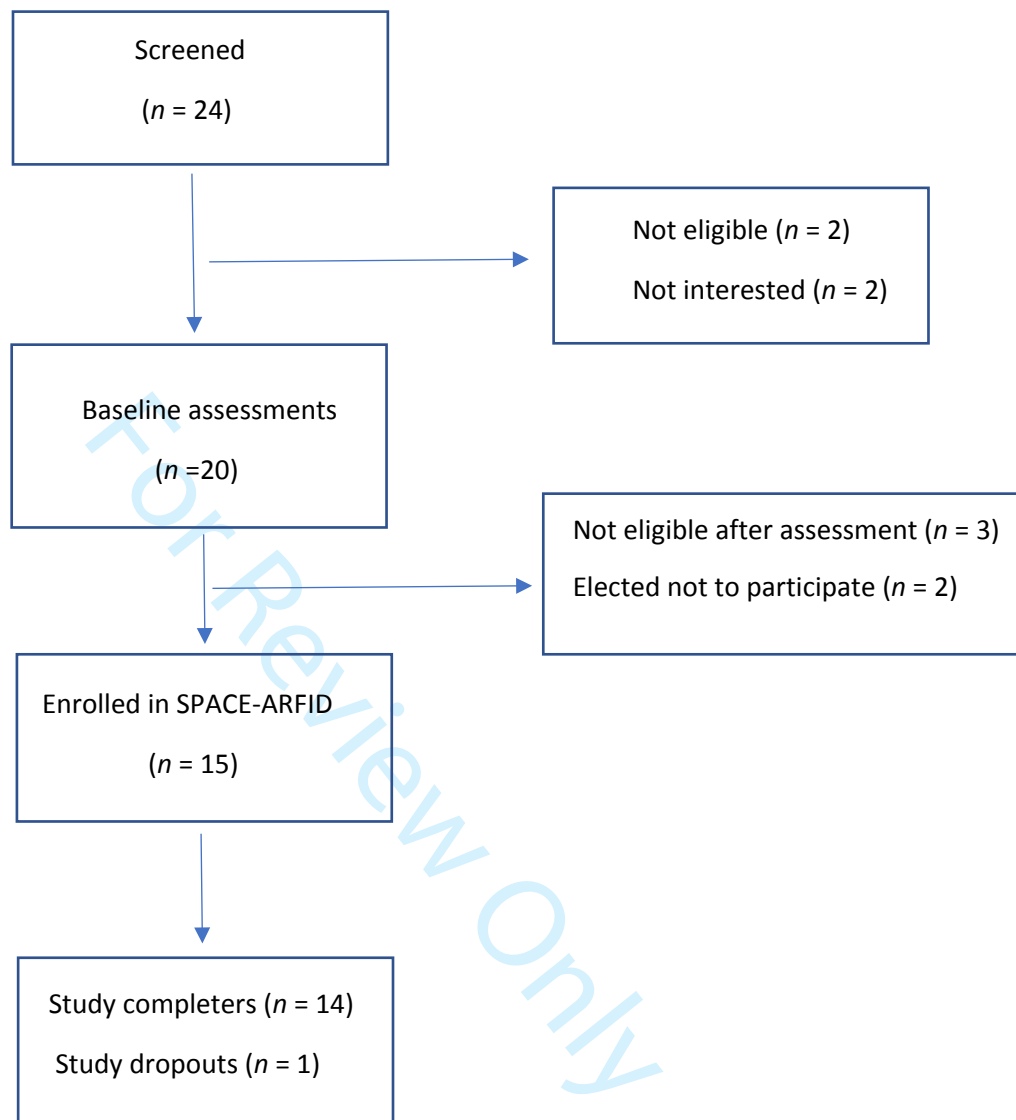 Screened
(n = 24)
Not eligible (n = 2)
Not interested (n = 2)
Baseline assessments
(n =20)
Not eligible after assessment (n = 3)
Elected not to participate (n = 2)
Enrolled in SPACE-ARFID
(n = 15)
Study completers (n = 14)
Study dropouts (n = 1)
For Review Only